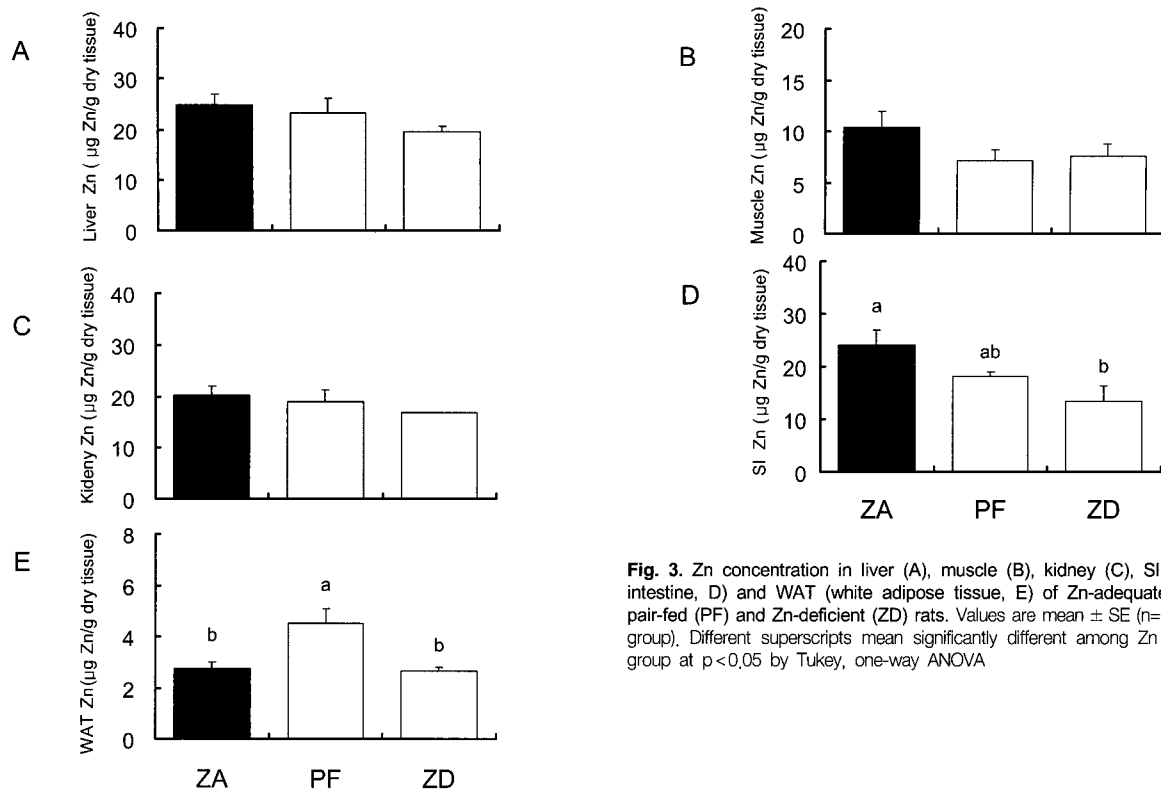 A
Liver Zn ( µg Zn/g dry tissue)
40
30
20
10
0
B
Muscle Zn (µg Zn/g dry tissue)
20
15
10
5
0
C
Kideny Zn (µg Zn/g dry tissue)
40
30
20
10
0
D
SI Zn (µg Zn/g dry tissue)
40
30
20
10
0
a
ab
b
ZA PF ZD
E
WAT Zn(µg Zn/g dry tissue)
8
6
4
2
0
b
a
b
ZA PF ZD
Fig. 3. Zn concentration in liver (A), muscle (B), kidney (C), SI
intestine, D) and WAT (white adipose tissue, E) of Zn-adequate
pair-fed (PF) and Zn-deficient (ZD) rats. Values are mean ± SE (n=
group). Different superscripts mean significantly different among Zn
group at p<0.05 by Tukey, one-way ANOVA